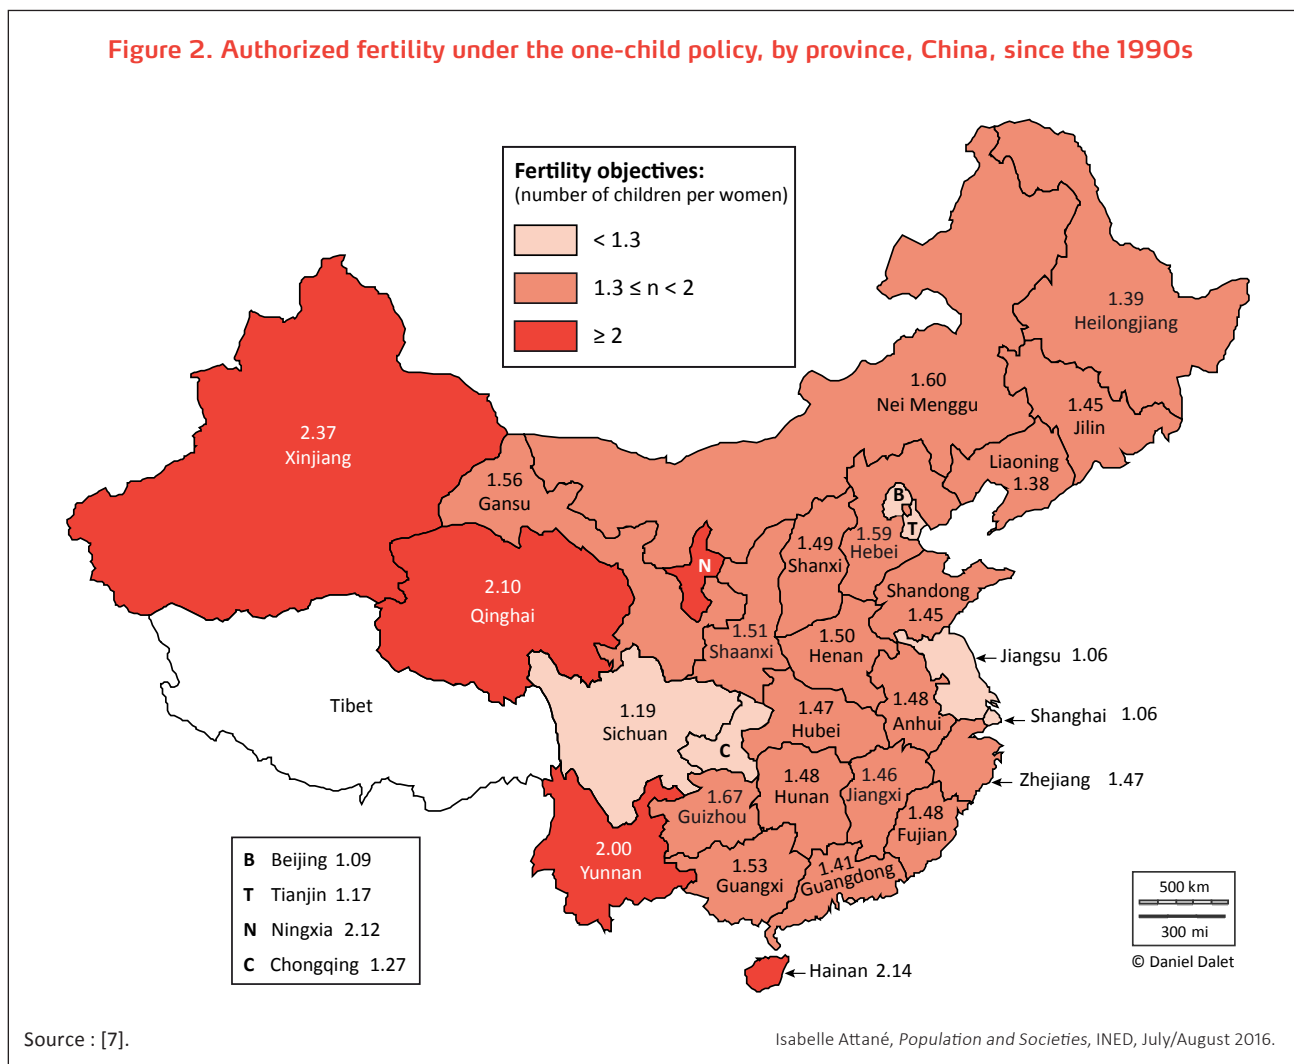 Figure 2. Authorized fertility under the one-child policy, by province, China, since the 1990s
Fertility objectives:
(number of children per women)
< 1.3
1.3 ≤ n < 2
≥ 2
1.39
Heilongjiang
1.60
Nei Menggu
1.45
Jilin
2.37
Xinjiang
Liaoning
1.38
1.56
Gansu
B
T
1.59
Hebei
1.49
Shanxi
N
2.10
Qinghai
Shandong
1.45
1.51
Shaanxi
1.50
Henan
Jiangsu 1.06
Tibet
1.19
Sichuan
1.47
Hubei
1.48
Anhui
Shanghai 1.06
C
1.48
Hunan
1.46
Jiangxi
Zhejiang 1.47
1.67
Guizhou
1.48
Fujian
2.00
Yunnan
1.53
Guangxi
1.41
Guangdong
B Beijing 1.09
T Tianjin 1.17
N Ningxia 2.12
C Chongqing 1.27
500 km
300 mi
© Daniel Dalet
Hainan 2.14
Source : [7].
Isabelle Attané, Population and Societies, INED, July/August 2016.